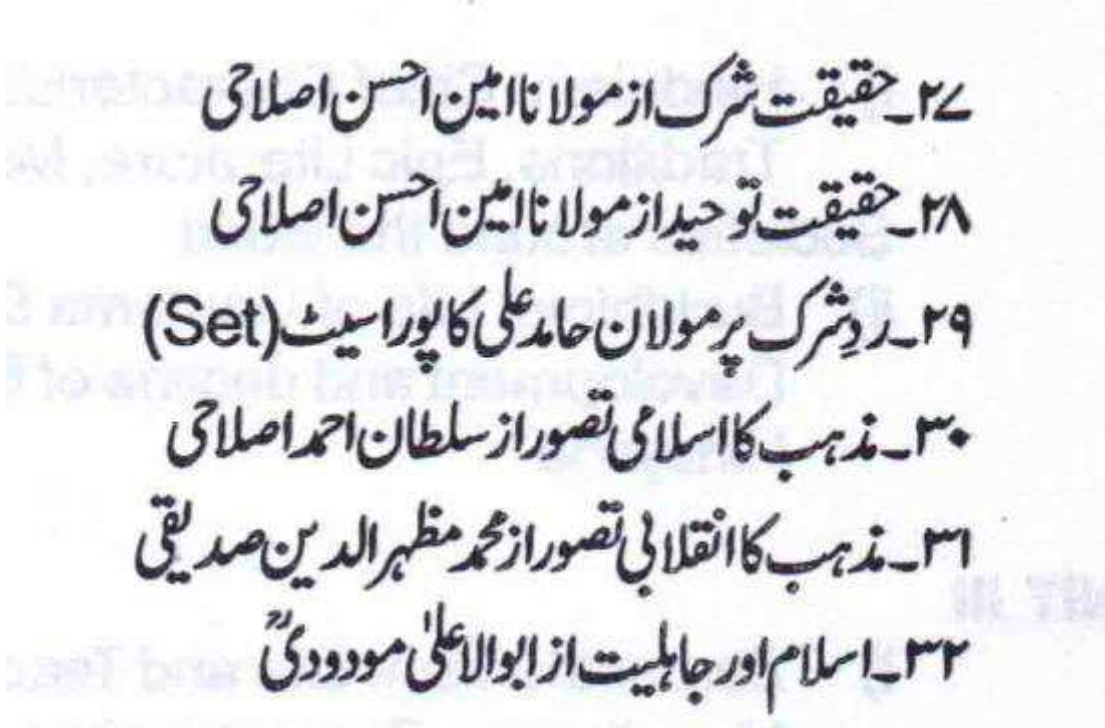 ۲۷۔حقیقت شرک از مولانا امین احسن اصلاحی
۲۸۔حقیقت توحید از مولانا امین احسن اصلاحی
۲۹۔ردِشرک پر مولان حامد علی کا پورا سیٹ (Set)
۳۰۔مذہب کا اسلامی تصور از سلطان احمد اصلاحی
۳۱۔مذہب کا انقلابی تصور از محمد مظہر الدین صدیقی
۳۲۔اسلام اور جاہلیت از ابوالاعلیٰ مودودیؒ